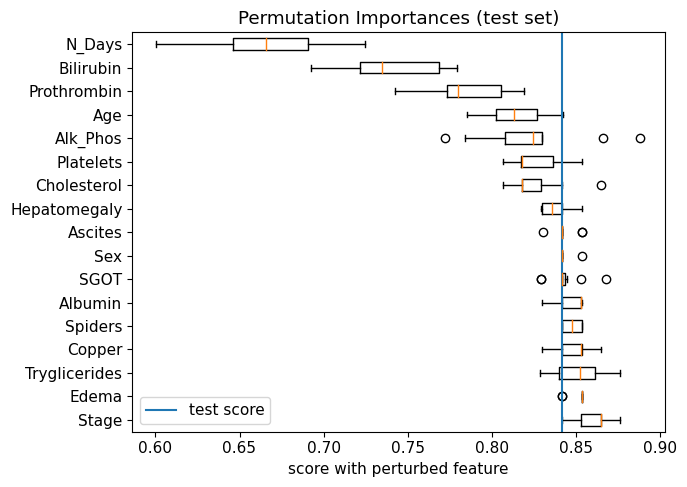 Permutation Importances (test set)
N_Days
Bilirubin
Prothrombin
Age
Alk_Phos
Platelets
Cholesterol
Hepatomegaly
Ascites
Sex
SGOT
Albumin
Spiders
Copper
Tryglicerides
Edema
Stage
test score
0.60 0.65 0.70 0.75 0.80 0.85 0.90
score with perturbed feature